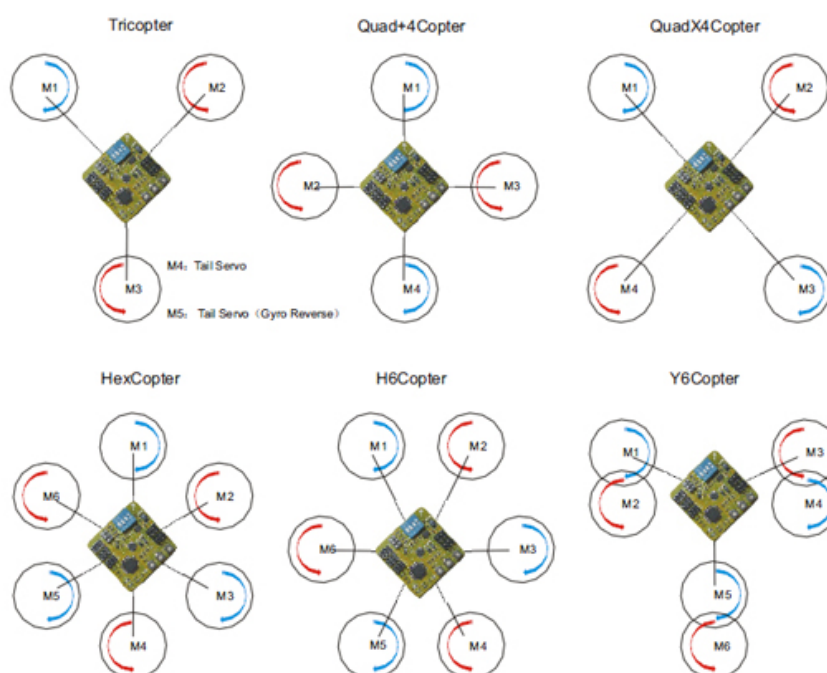 Tricopter
Quad+4Copter
QuadX4Copter
M1
M2
M3
M4：Tail Servo
M5： Tail Servo（Gyro Reverse）
M1
M2
M3
M4
M1
M2
M4
M3
HexCopter
H6Copter
Y6Copter
M1
M6
M2
M5
M3
M4
M1
M2
M6
M3
M5
M4
M1
M3
M2
M4
M5
M6